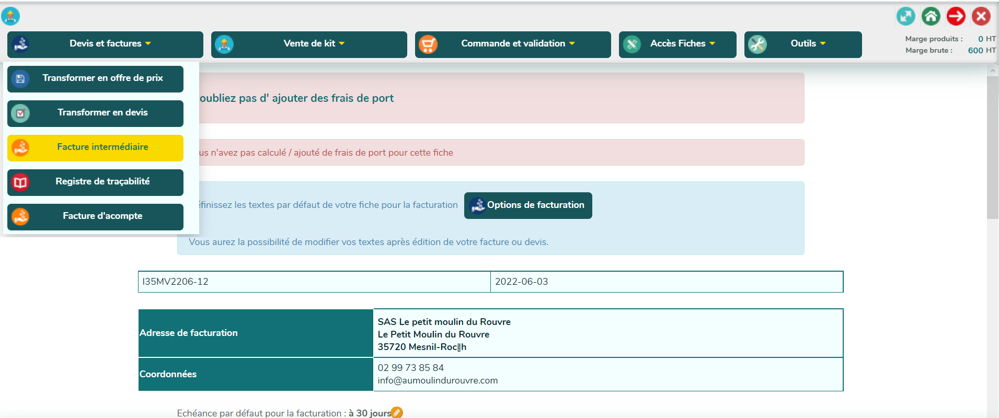 Devis et factures
Vente de kit
Commande et validation
Accès Fiches
Outils
Marge produits : 0 HT
Marge brute : 600 HT
Transformer en offre de prix
Transformer en devis
Facture intermédiaire
Registre de traçabilité
Facture d'acompte
oubliez pas d' ajouter des frais de port
us n'avez pas calculé / ajouté de frais de port pour cette fiche
éfinissez les textes par défaut de votre fiche pour la facturation
Options de facturation
Vous aurez la possibilité de modifier vos textes après édition de votre facture ou devis.
I35MV2206-12
2022-06-03
Adresse de facturation
SAS Le petit moulin du Rouvre
Le Petit Moulin du Rouvre
35720
Coordonnées
02 99 73 85 84
info@aumoulindurouvre.com
Echéance par défaut pour la facturation : à 30 jours